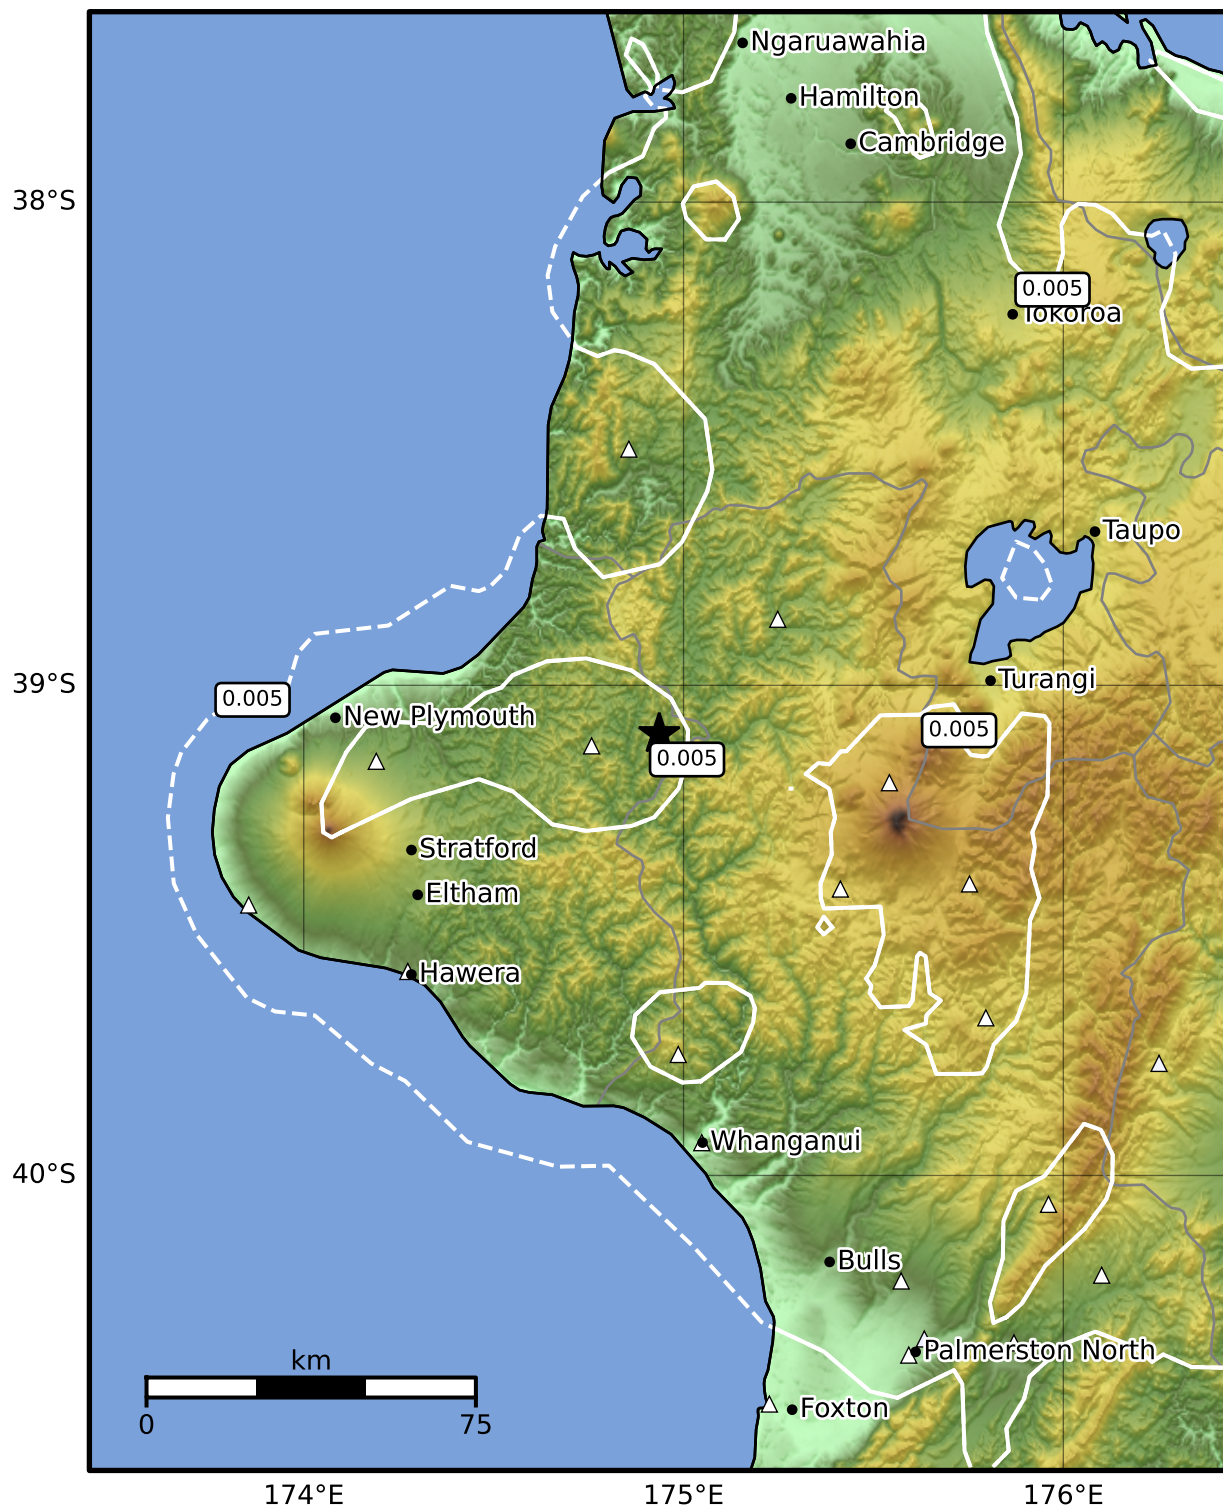 Ngaruawahia
Hamilton
Cambridge
38°S
0.005
Tokoroa
Taupo
39°S
Turangi
0.005
New Plymouth
0.005
0.005
Stratford
Eltham
Hawera
Whanganui
40°S
Bulls
Palmerston North
km
Foxton
0
75
174°E
175°E
176°E